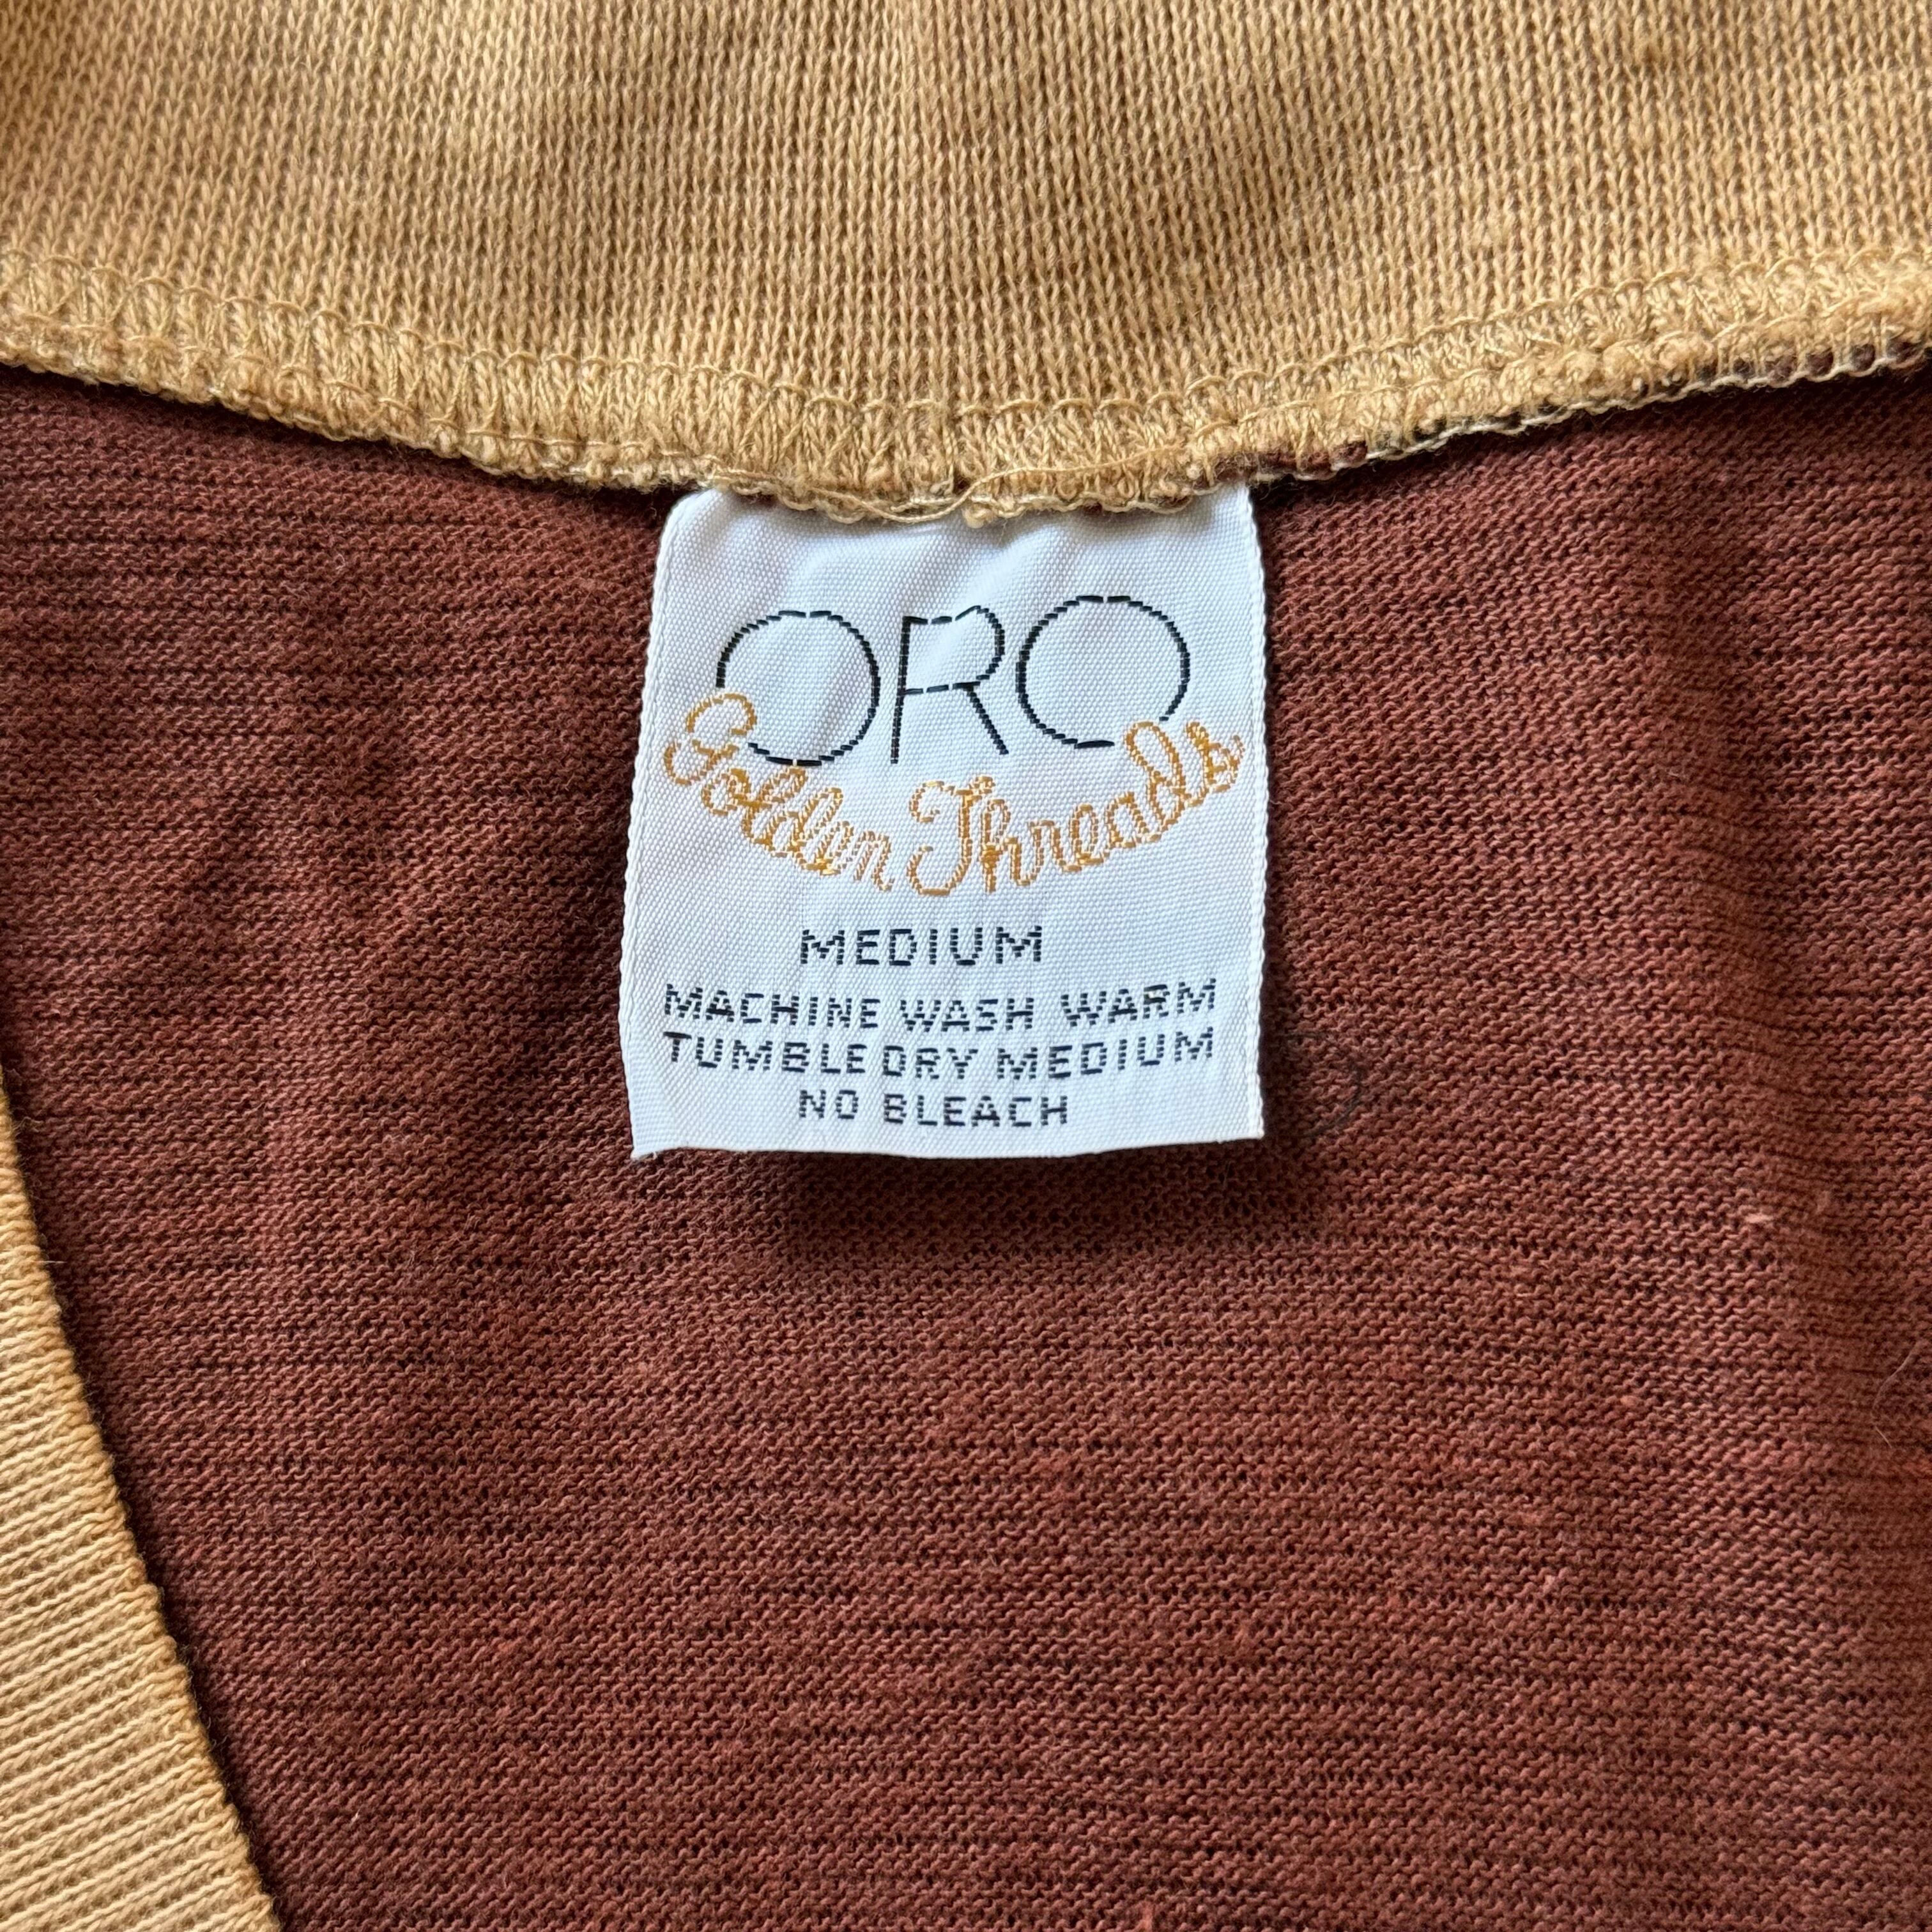 ORO
Golden Threads
MEDIUM
MACHINE WASH WARM
TUMBLE DRY MEDIUM
NO BLEACH